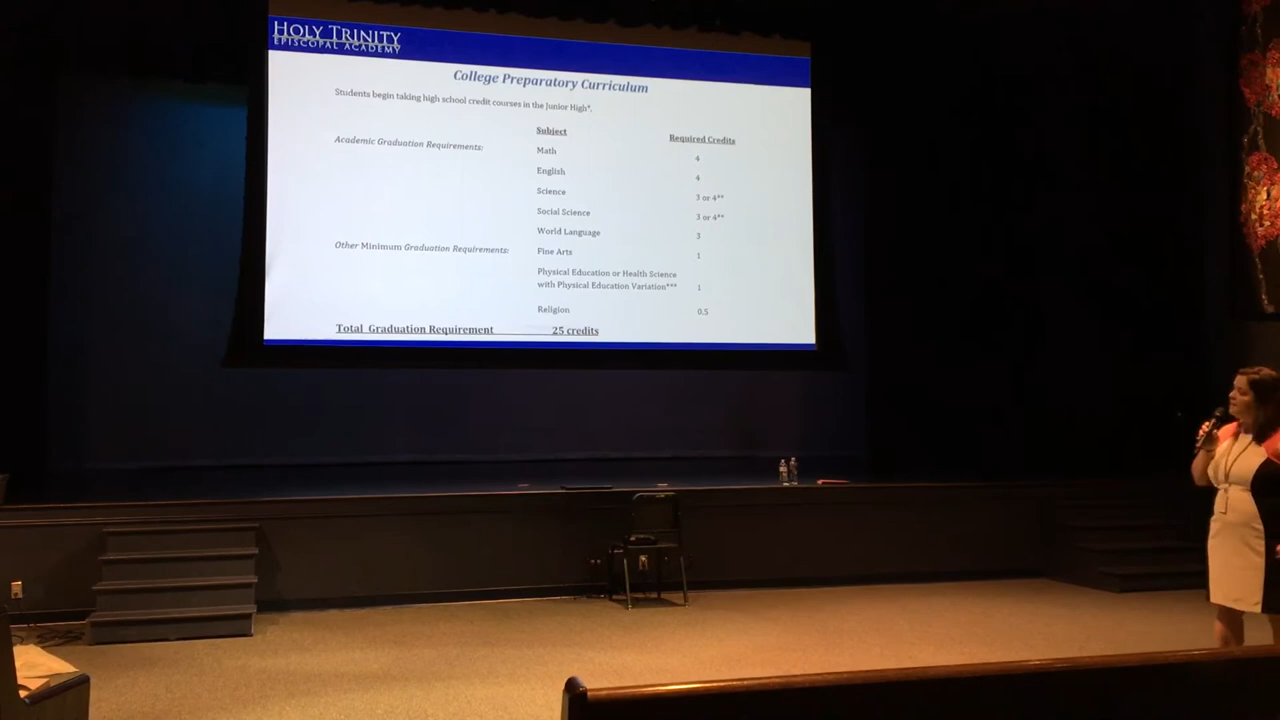 HOLY TRINITY
EPISCOPAL ACADEMY
College Preparatory Curriculum
Students begin taking high school credit courses in the Junior High*.
Subject Required Credits
Academic Graduation Requirements:
Math 4
English 4
Science 3 or 4**
Social Science 3 or 4**
World Language 3
Other Minimum Graduation Requirements:
Fine Arts 1
Physical Education or Health Science
with Physical Education Variation*** 1
Religion 0.5
Total Graduation Requirement 25 credits